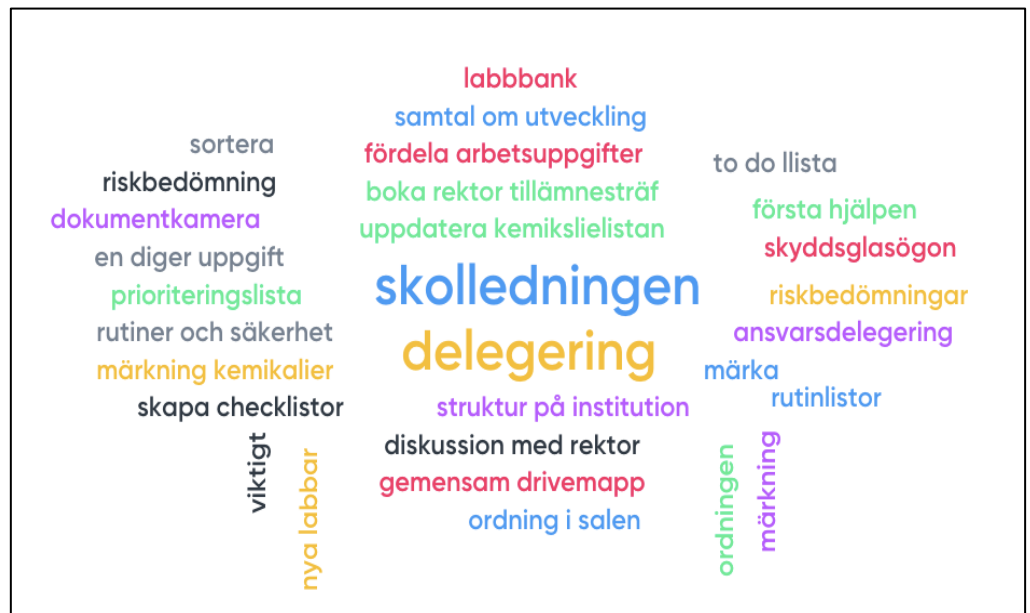 labbbank
samtal om utveckling
sortera
fördela arbetsuppgifter
to do llista
riskbedömning
boka rektor tillämnesträf
dokumentkamera
första hjälpen
uppdatera kemikslielistan
skyddsglasögon
en diger uppgift
skolledningen
prioriteringslista
riskbedömningar
rutiner och säkerhet
ansvarsdelegering
delegering
märkning kemikalier
märka
rutinlistor
skapa checklistor
struktur på institution
diskussion med rektor
viktigt
gemensam drivemapp
märkning
ordningen
nya labbar
ordning i salen